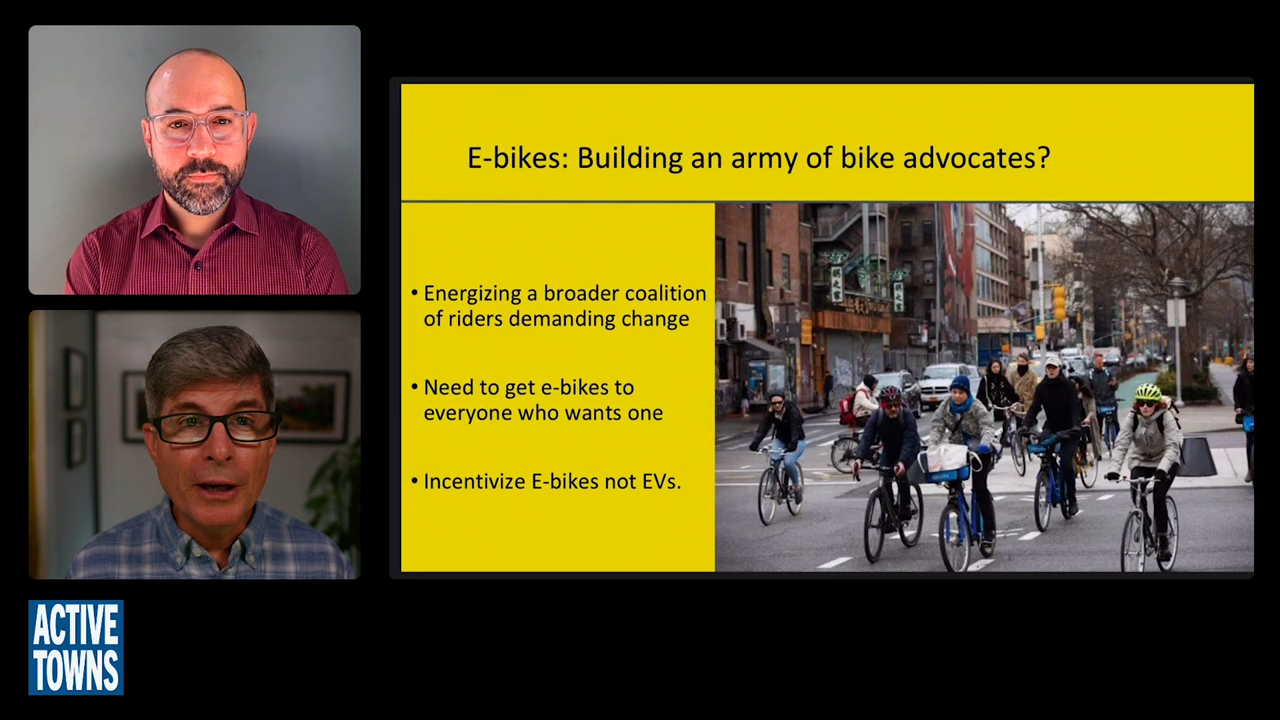 E-bikes: Building an army of bike advocates?
• Energizing a broader coalition
of riders demanding change
• Need to get e-bikes to
everyone who wants one
• Incentivize E-bikes not EVs.
ACTIVE
TOWNS